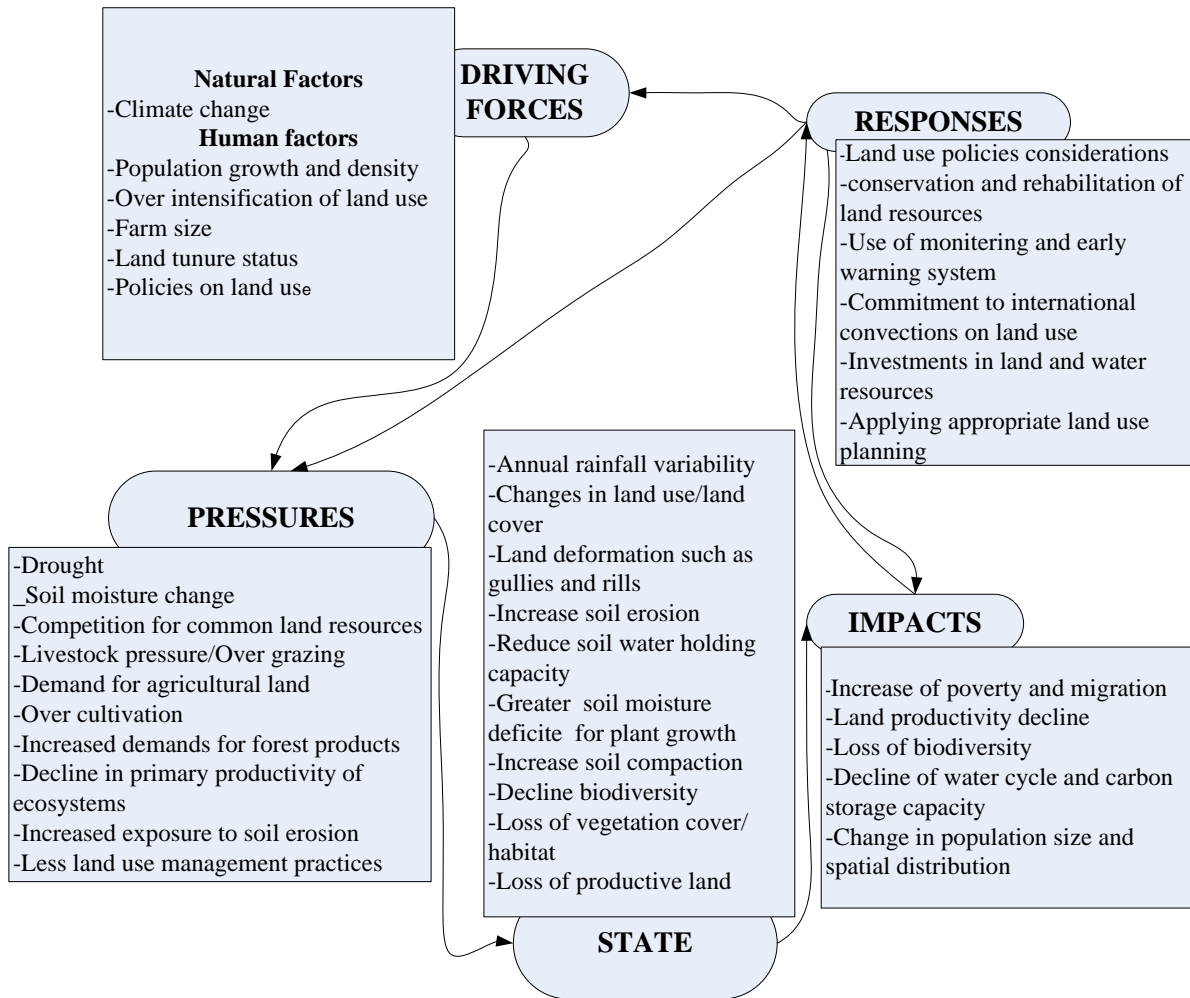 Natural Factors
-Climate change
Human factors
-Population growth and density
-Over intensification of land use
-Farm size
-Land tunure status
-Policies on land use
DRIVING
FORCES
RESPONSES
-Land use policies considerations
-conservation and rehabilitation of
land resources
-Use of monitering and early
warning system
-Commitment to international
convections on land use
-Investments in land and water
resources
-Applying appropriate land use
planning
PRESSURES
-Drought
_Soil moisture change
-Competition for common land resources
-Livestock pressure/Over grazing
-Demand for agricultural land
-Over cultivation
-Increased demands for forest products
-Decline in primary productivity of
ecosystems
-Increased exposure to soil erosion
-Less land use management practices
-Annual rainfall variability
-Changes in land use/land
cover
-Land deformation such as
gullies and rills
-Increase soil erosion
-Reduce soil water holding
capacity
-Greater soil moisture
deficite for plant growth
-Increase soil compaction
-Decline biodiversity
-Loss of vegetation cover/
habitat
-Loss of productive land
STATE
IMPACTS
-Increase of poverty and migration
-Land productivity decline
-Loss of biodiversity
-Decline of water cycle and carbon
storage capacity
-Change in population size and
spatial distribution